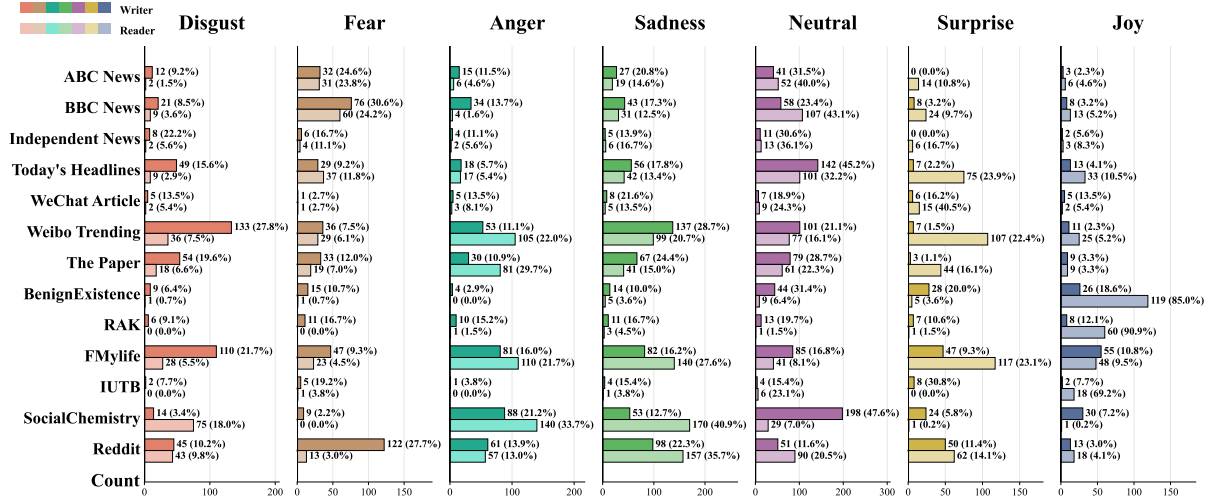 Writer
Reader
Disgust Fear Anger Sadness Neutral Surprise Joy
ABC News 12 (9.2%) 32 (24.6%) 15 (11.5%) 27 (20.8%) 41 (31.5%) 0 (0.0%) 3 (2.3%)
2 (1.5%) 31 (23.8%) 6 (4.6%) 19 (14.6%) 52 (40.0%) 14 (10.8%) 6 (4.6%)
BBC News 21 (8.5%) 76 (30.6%) 34 (13.7%) 43 (17.3%) 58 (23.4%) 8 (3.2%) 8 (3.2%)
9 (3.6%) 60 (24.2%) 4 (1.6%) 31 (12.5%) 107 (43.1%) 24 (9.7%) 13 (5.2%)
Independent News 8 (22.2%) 6 (16.7%) 4 (11.1%) 5 (13.9%) 11 (30.6%) 0 (0.0%) 2 (5.6%)
2 (5.6%) 4 (11.1%) 2 (5.6%) 6 (16.7%) 13 (36.1%) 6 (16.7%) 3 (8.3%)
Today's Headlines 49 (15.6%) 29 (9.2%) 18 (5.7%) 56 (17.8%) 142 (45.2%) 7 (2.2%) 13 (4.1%)
9 (2.9%) 37 (11.8%) 17 (5.4%) 42 (13.4%) 101 (32.2%) 75 (23.9%) 33 (10.5%)
WeChat Article 5 (13.5%) 1 (2.7%) 5 (13.5%) 8 (21.6%) 7 (18.9%) 6 (16.2%) 5 (13.5%)
2 (5.4%) 1 (2.7%) 3 (8.1%) 5 (13.5%) 9 (24.3%) 15 (40.5%) 2 (5.4%)
Weibo Trending 133 (27.8%) 36 (7.5%) 53 (11.1%) 137 (28.7%) 101 (21.1%) 7 (1.5%) 11 (2.3%)
36 (7.5%) 29 (6.1%) 105 (22.0%) 99 (20.7%) 77 (16.1%) 107 (22.4%) 25 (5.2%)
The Paper 54 (19.6%) 33 (12.0%) 30 (10.9%) 67 (24.4%) 79 (28.7%) 3 (1.1%) 9 (3.3%)
18 (6.6%) 19 (7.0%) 81 (29.7%) 41 (15.0%) 61 (22.3%) 44 (16.1%) 9 (3.3%)
BenignExistence 9 (6.4%) 15 (10.7%) 4 (2.9%) 14 (10.0%) 44 (31.4%) 28 (20.0%) 26 (18.6%)
1 (0.7%) 1 (0.7%) 0 (0.0%) 5 (3.6%) 9 (6.4%) 5 (3.6%) 119 (85.0%)
RAK 6 (9.1%) 11 (16.7%) 10 (15.2%) 11 (16.7%) 13 (19.7%) 7 (10.6%) 8 (12.1%)
0 (0.0%) 0 (0.0%) 1 (1.5%) 3 (4.5%) 1 (1.5%) 1 (1.5%) 60 (90.9%)
FMylife 110 (21.7%) 47 (9.3%) 81 (16.0%) 82 (16.2%) 85 (16.8%) 47 (9.3%) 55 (10.8%)
28 (5.5%) 23 (4.5%) 110 (21.7%) 140 (27.6%) 41 (8.1%) 117 (23.1%) 48 (9.5%)
IUTB 2 (7.7%) 5 (19.2%) 1 (3.8%) 4 (15.4%) 4 (15.4%) 8 (30.8%) 2 (7.7%)
0 (0.0%) 1 (3.8%) 0 (0.0%) 1 (3.8%) 6 (23.1%) 0 (0.0%) 18 (69.2%)
SocialChemistry 14 (3.4%) 9 (2.2%) 88 (21.2%) 53 (12.7%) 198 (47.6%) 24 (5.8%) 30 (7.2%)
75 (18.0%) 0 (0.0%) 140 (33.7%) 170 (40.9%) 29 (7.0%) 1 (0.2%) 1 (0.2%)
Reddit 45 (10.2%) 122 (27.7%) 61 (13.9%) 98 (22.3%) 51 (11.6%) 50 (11.4%) 13 (3.0%)
43 (9.8%) 13 (3.0%) 57 (13.0%) 157 (35.7%) 90 (20.5%) 62 (14.1%) 18 (4.1%)
Count
0 100 200 0 50 100 150 0 50 100 150 0 100 200 0 100 200 300 0 50 100 150 0 50 100 150